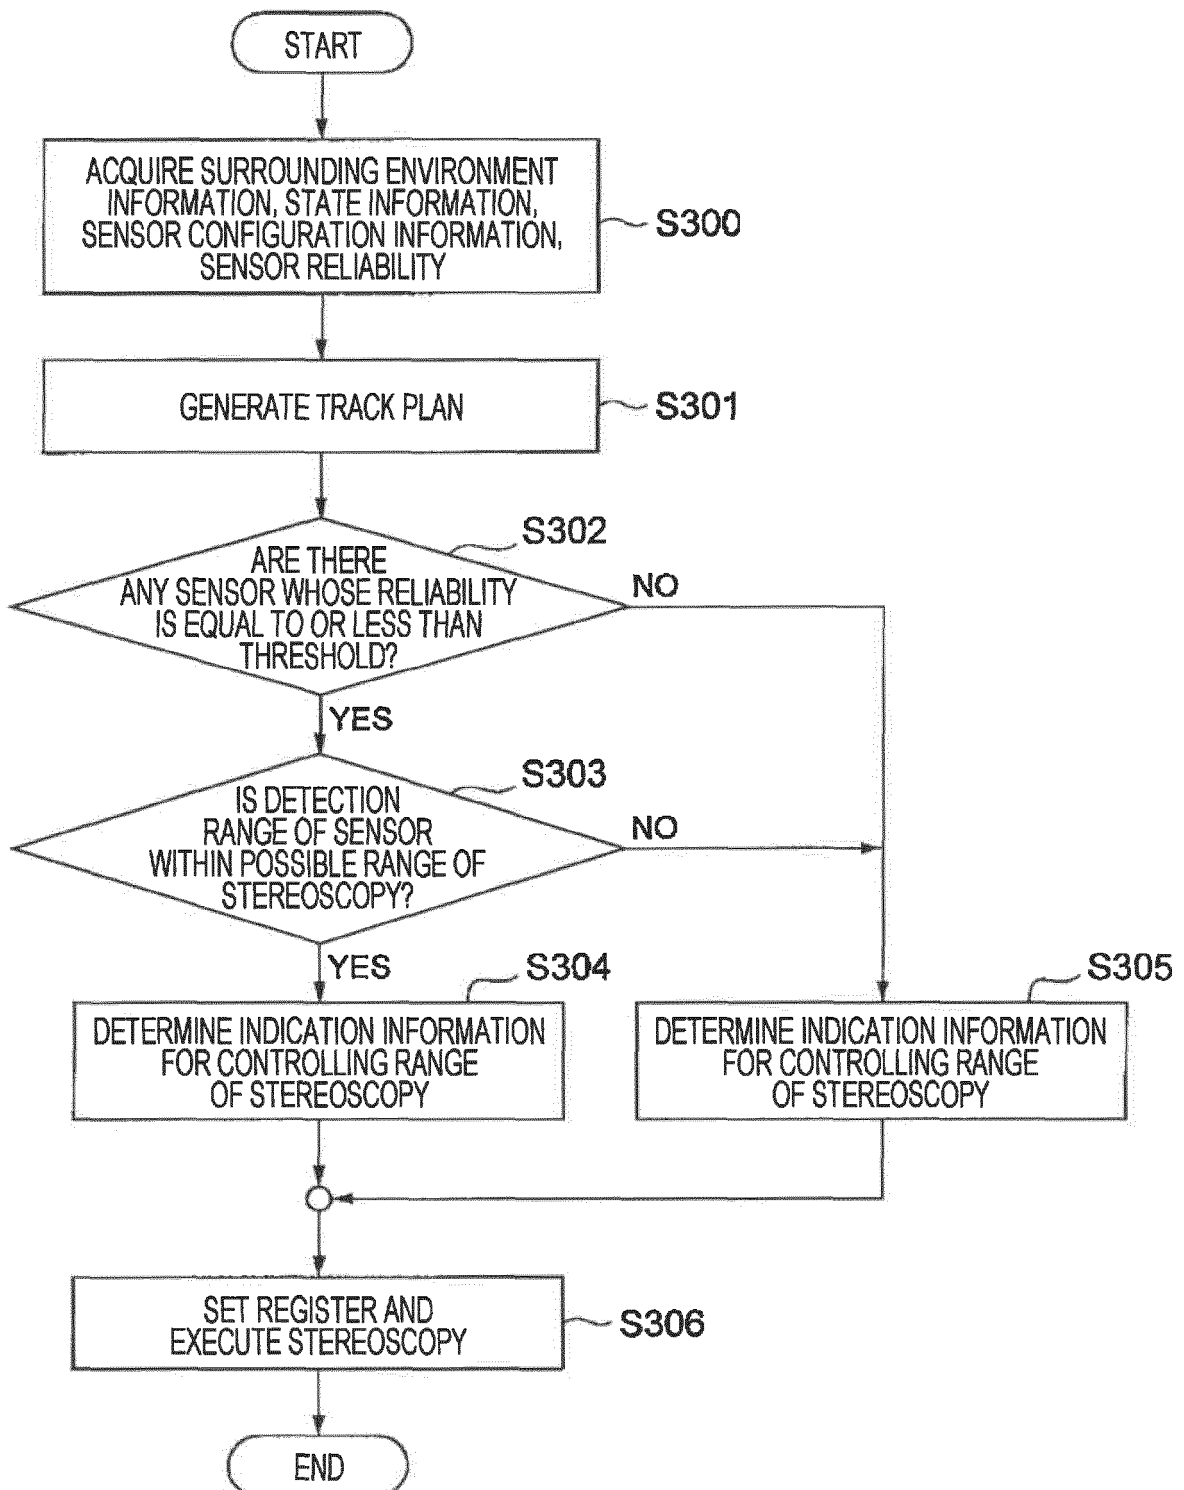 START
ACQUIRE SURROUNDING ENVIRONMENT
INFORMATION, STATE INFORMATION,
SENSOR CONFIGURATION INFORMATION,
SENSOR RELIABILITY
S300
GENERATE TRACK PLAN
S301
S302
ARE THERE
ANY SENSOR WHOSE RELIABILITY
IS EQUAL TO OR LESS THAN
THRESHOLD?
NO
YES
S303
IS DETECTION
RANGE OF SENSOR
WITHIN POSSIBLE RANGE OF
STEREOSCOPY?
NO
YES
S304
DETERMINE INDICATION INFORMATION
FOR CONTROLLING RANGE
OF STEREOSCOPY
S305
DETERMINE INDICATION INFORMATION
FOR CONTROLLING RANGE
OF STEREOSCOPY
SET REGISTER AND
EXECUTE STEREOSCOPY
S306
END